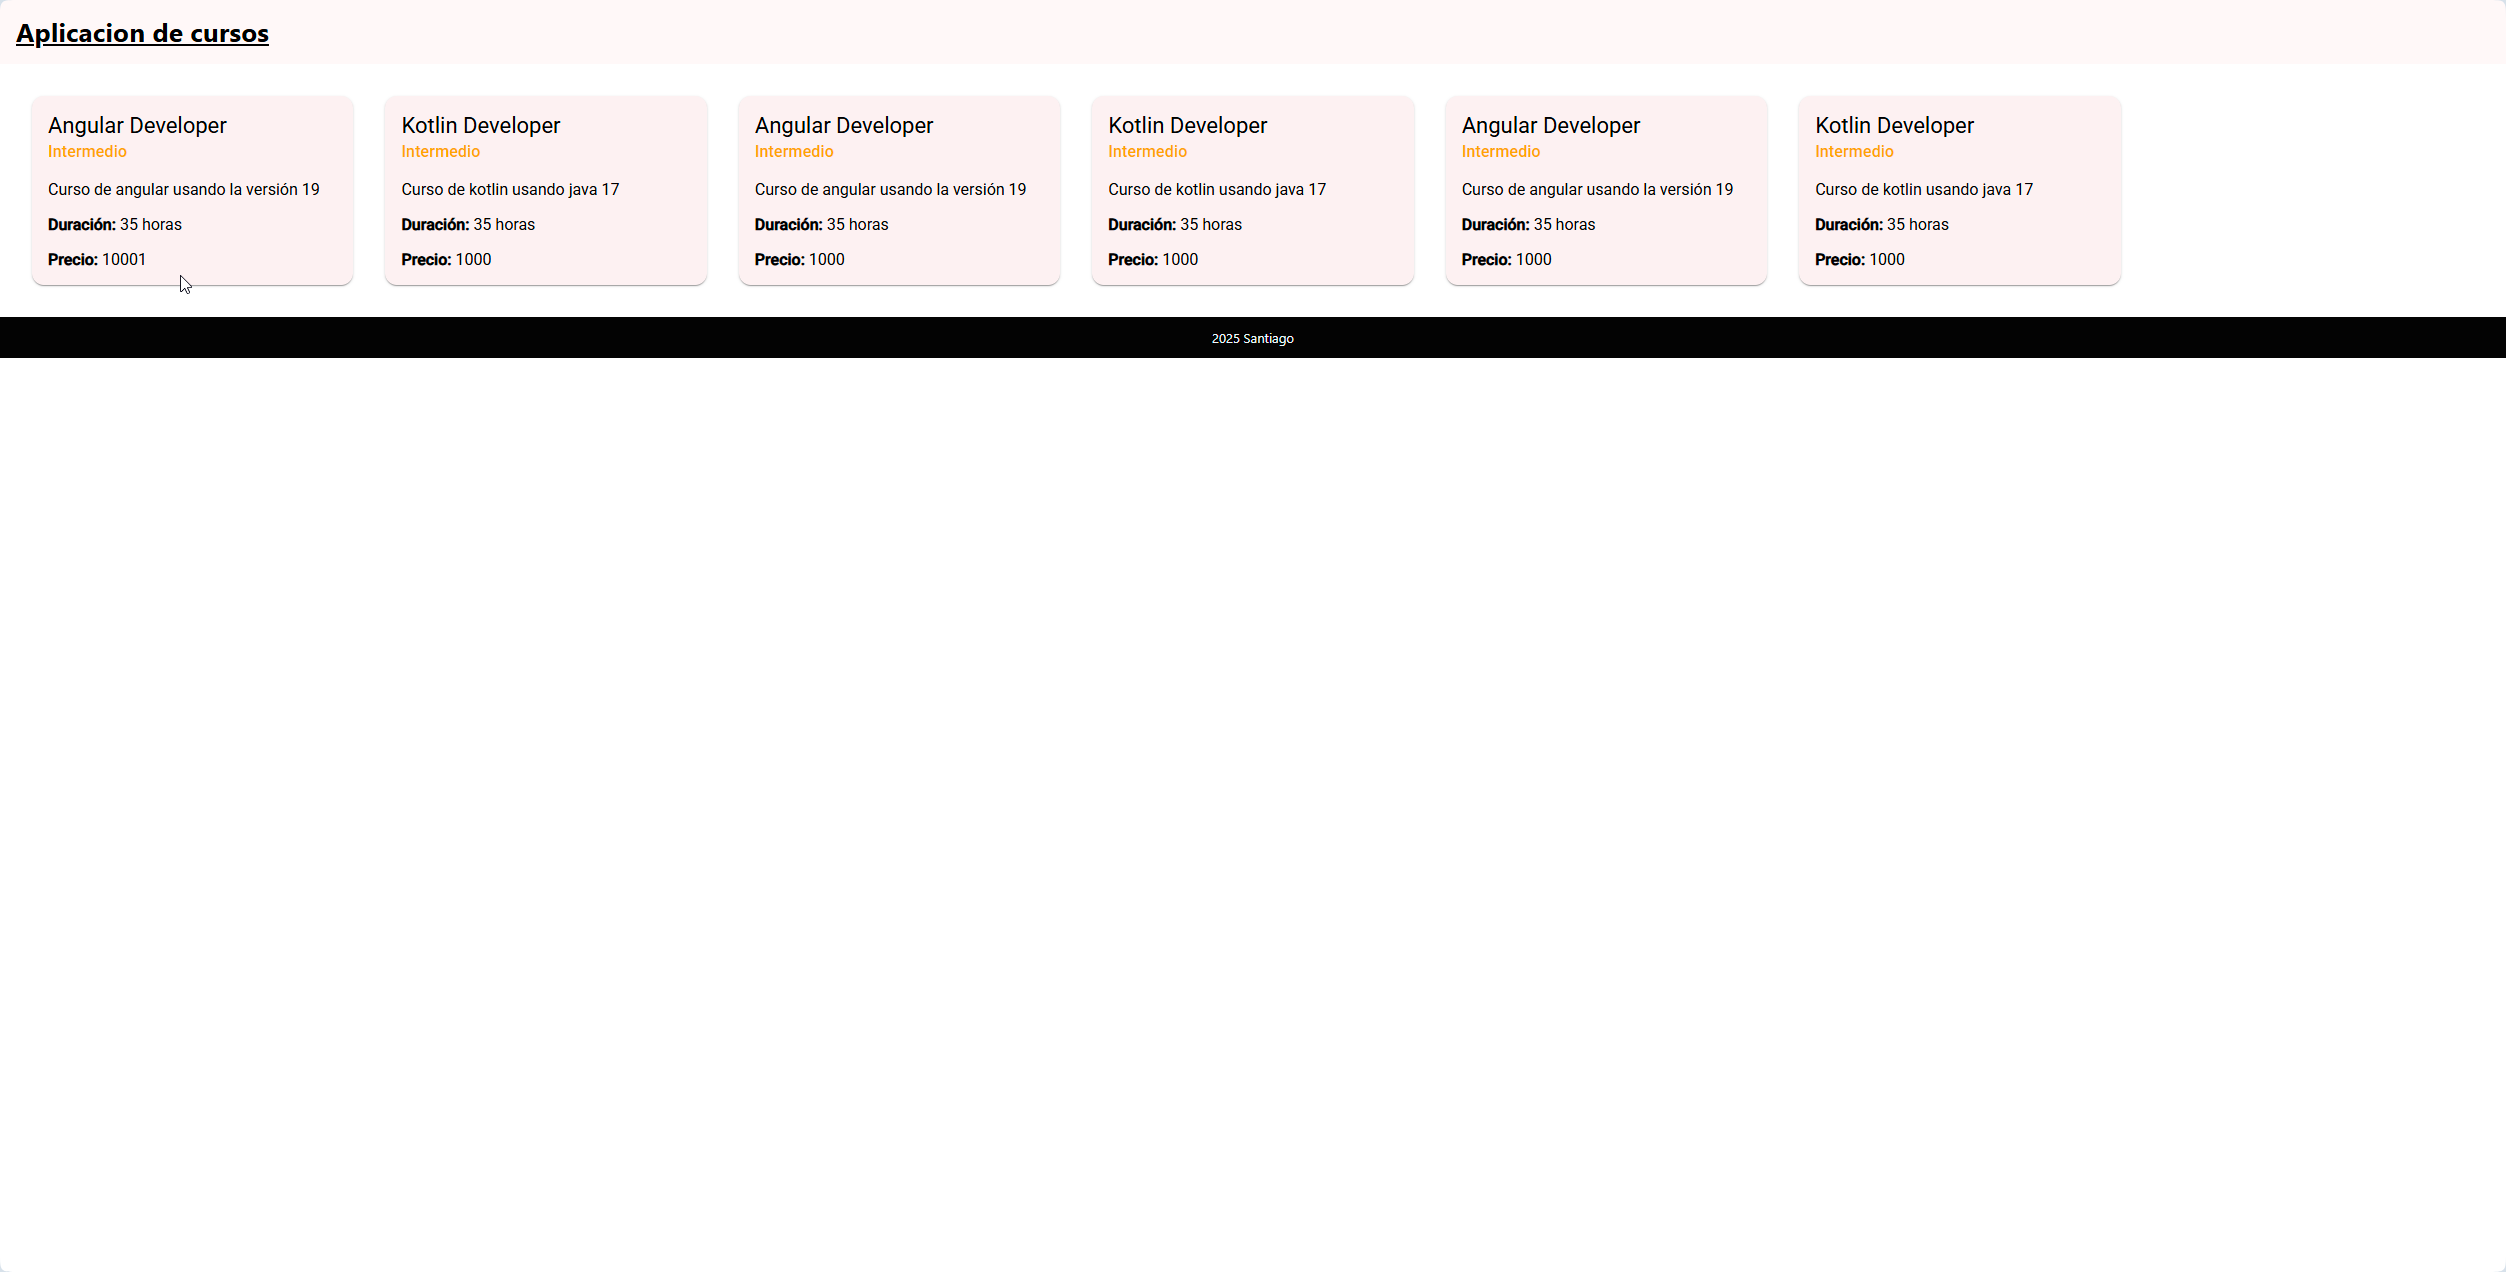 Aplicacion de cursos
Angular Developer
Intermedio
Curso de angular usando la versión 19
Duración: 35 horas
Precio: 10001
Kotlin Developer
Intermedio
Curso de kotlin usando java 17
Duración: 35 horas
Precio: 1000
Angular Developer
Intermedio
Curso de angular usando la versión 19
Duración: 35 horas
Precio: 1000
Kotlin Developer
Intermedio
Curso de kotlin usando java 17
Duración: 35 horas
Precio: 1000
Angular Developer
Intermedio
Curso de angular usando la versión 19
Duración: 35 horas
Precio: 1000
Kotlin Developer
Intermedio
Curso de kotlin usando java 17
Duración: 35 horas
Precio: 1000
2025 Santiago